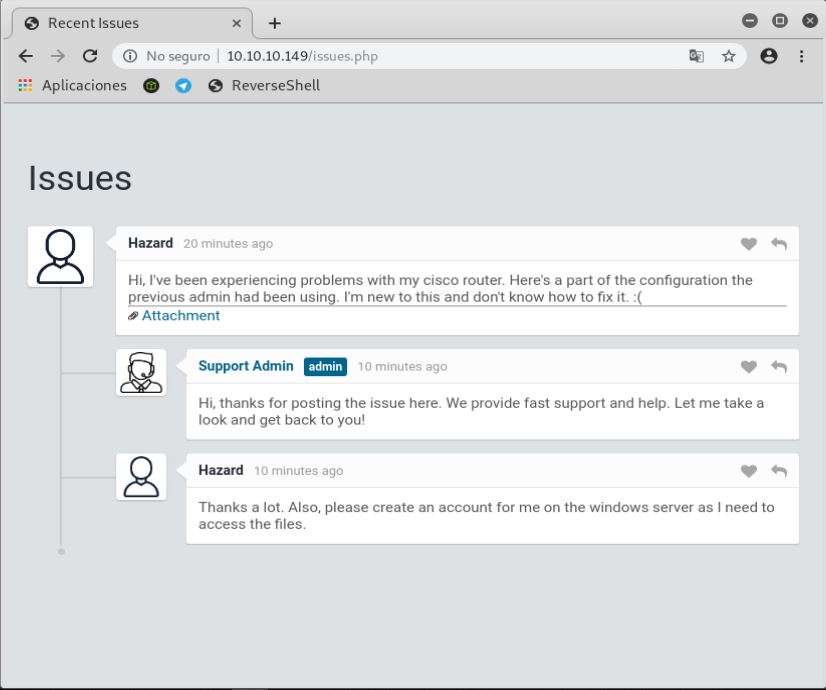 Recent Issues
No seguro | 10.10.10.149/issues.php
Aplicaciones ReverseShell
Issues
Hazard 20 minutes ago
Hi, I've been experiencing problems with my cisco router. Here's a part of the configuration the
previous admin had been using. I'm new to this and don't know how to fix it. :(
Attachment
Support Admin admin 10 minutes ago
Hi, thanks for posting the issue here. We provide fast support and help. Let me take a
look and get back to you!
Hazard 10 minutes ago
Thanks a lot. Also, please create an account for me on the windows server as I need to
access the files.